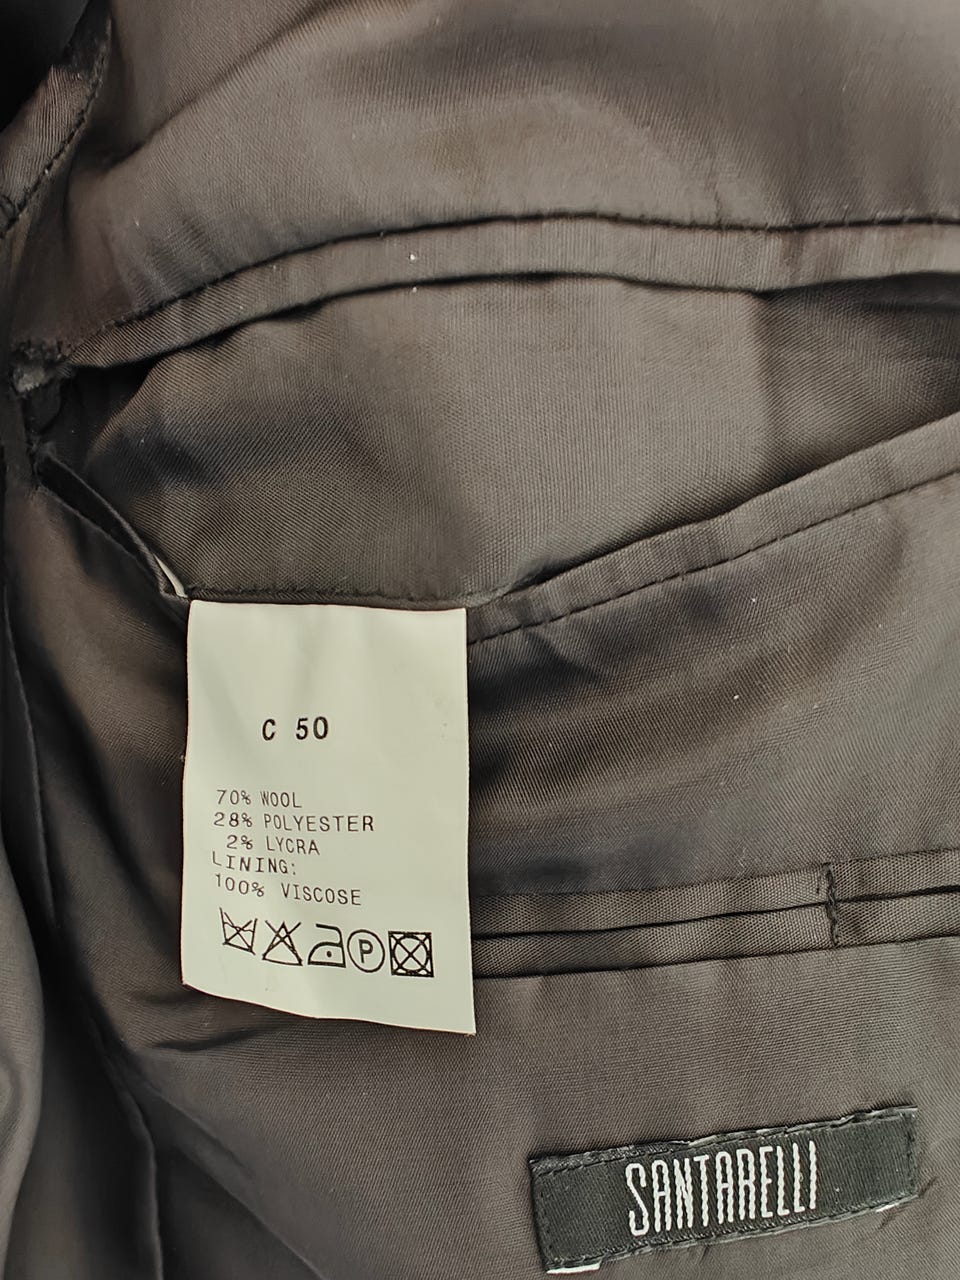 C 50
70% WOOL
28% POLYESTER
2% LYCRA
LINING:
100% VISCOSE
P
SANTARELLI